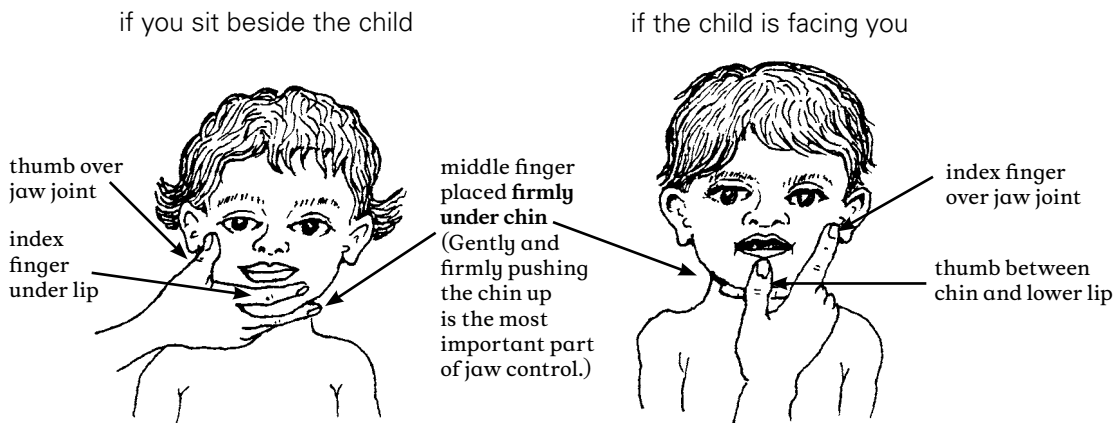 if you sit beside the child
if the child is facing you
thumb over
jaw joint
index
finger
under lip
middle finger
placed firmly
under chin
(Gently and
firmly pushing
the chin up
is the most
important part
of jaw control.)
index finger
over jaw joint
thumb between
chin and lower lip